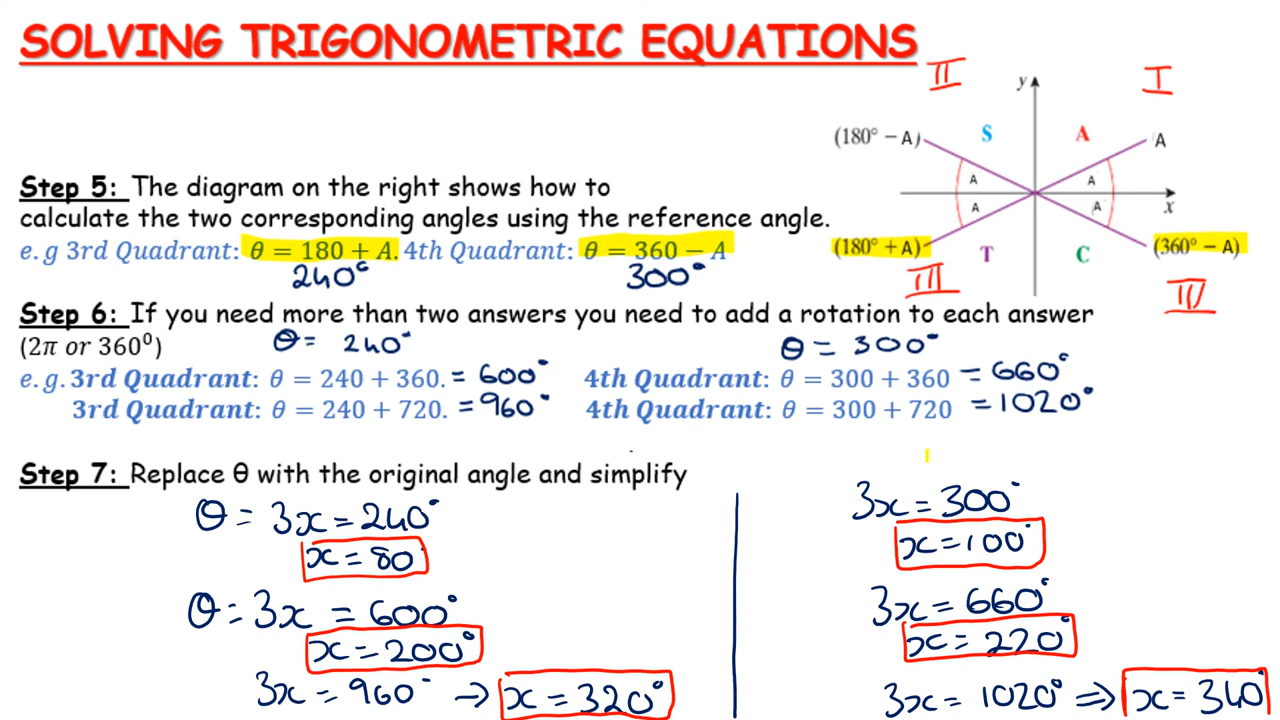 SOLVING TRIGONOMETRIC EQUATIONS
II
I
y
(180° − A)
S
A
A
A
A
A
A
x
(180° + A)
T
C
(360° − A)
III
IV
Step 5: The diagram on the right shows how to
calculate the two corresponding angles using the reference angle.
e.g 3rd Quadrant: θ = 180 + A. 4th Quadrant: θ = 360 − A
240° 300°
Step 6: If you need more than two answers you need to add a rotation to each answer
(2π or 360⁰) θ = 240° θ = 300°
e.g. 3rd Quadrant: θ = 240 + 360. = 600° 4th Quadrant: θ = 300 + 360 = 660°
3rd Quadrant: θ = 240 + 720. = 960° 4th Quadrant: θ = 300 + 720 = 1020°
Step 7: Replace θ with the original angle and simplify
θ = 3x = 240°
x = 80°
θ = 3x = 600°
x = 200°
3x = 960° → x = 320°
3x = 300°
x = 100°
3x = 660°
x = 220°
3x = 1020° ⇒ x = 340°